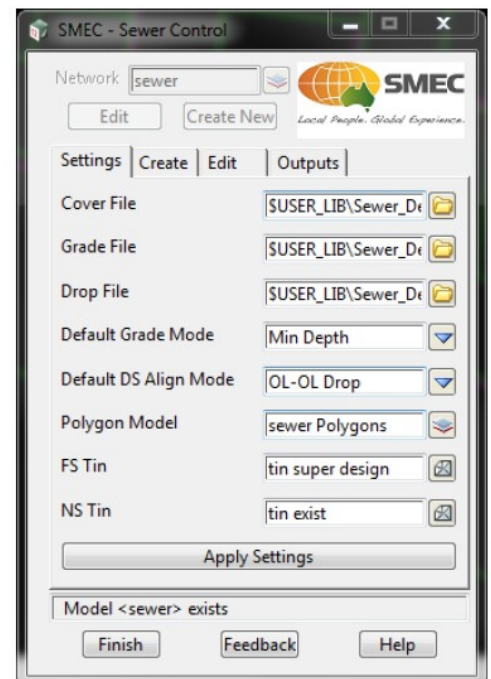 SMEC - Sewer Control
Network sewer
SMEC
Edit Create New
Local People. Global Experience.
Settings Create Edit Outputs
Cover File $USER_LIB\Sewer_De
Grade File $USER_LIB\Sewer_De
Drop File $USER_LIB\Sewer_De
Default Grade Mode Min Depth
Default DS Align Mode OL-OL Drop
Polygon Model sewer Polygons
FS Tin tin super design
NS Tin tin exist
Apply Settings
Model <sewer> exists
Finish Feedback Help